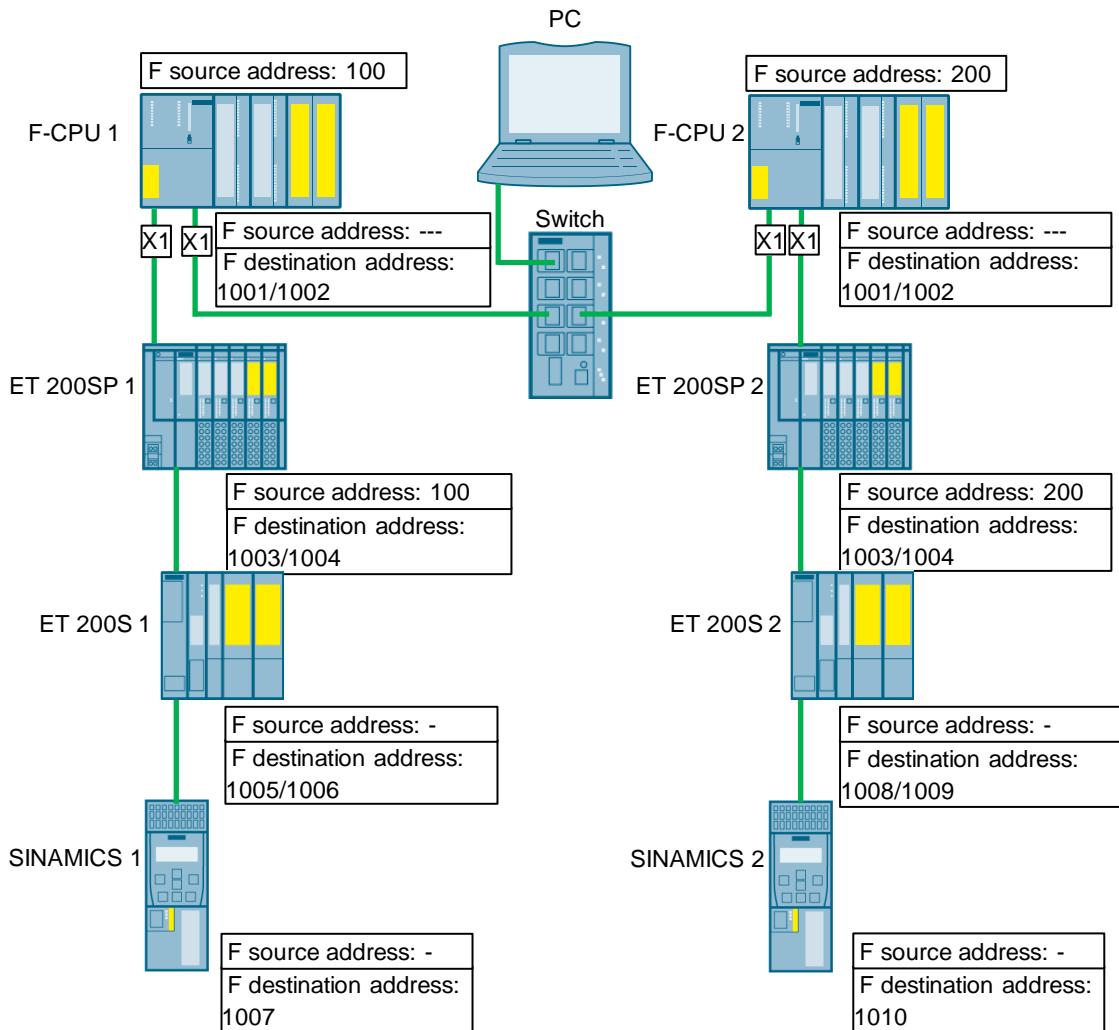 PC
F source address: 100
F source address: 200
F-CPU 1
F-CPU 2
Switch
X1
X1
F source address: ---
F destination address:
1001/1002
X1
X1
F source address: ---
F destination address:
1001/1002
ET 200SP 1
ET 200SP 2
F source address: 100
F destination address:
1003/1004
F source address: 200
F destination address:
1003/1004
ET 200S 1
ET 200S 2
F source address: -
F destination address:
1005/1006
F source address: -
F destination address:
1008/1009
SINAMICS 1
SINAMICS 2
F source address: -
F destination address:
1007
F source address: -
F destination address:
1010